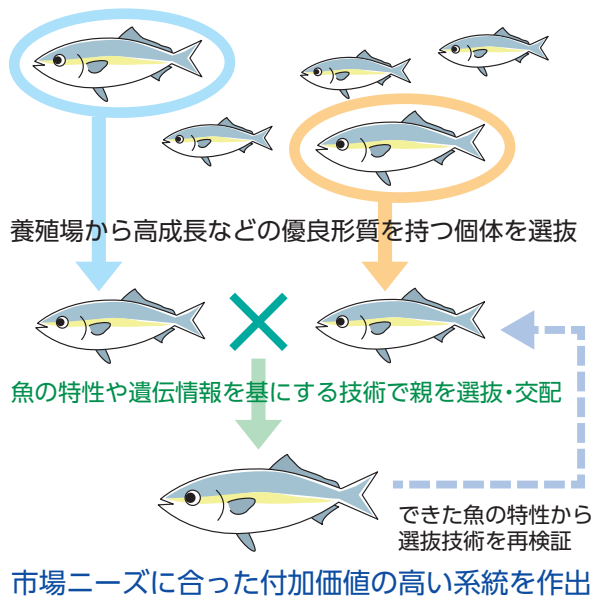 養殖場から高成長などの優良形質を持つ個体を選抜
魚の特性や遺伝情報を基にする技術で親を選抜・交配
できた魚の特性から
選抜技術を再検証
市場ニーズに合った付加価値の高い系統を作出